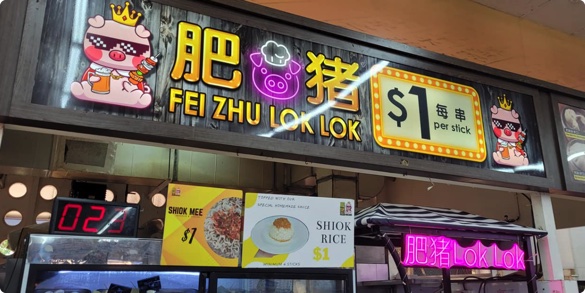 肥猪
FEI ZHU LOK LOK
$1 每串
per stick
023
SHIOK MEE
$1
SHIOK
RICE
$1
肥猪 Lok Lok